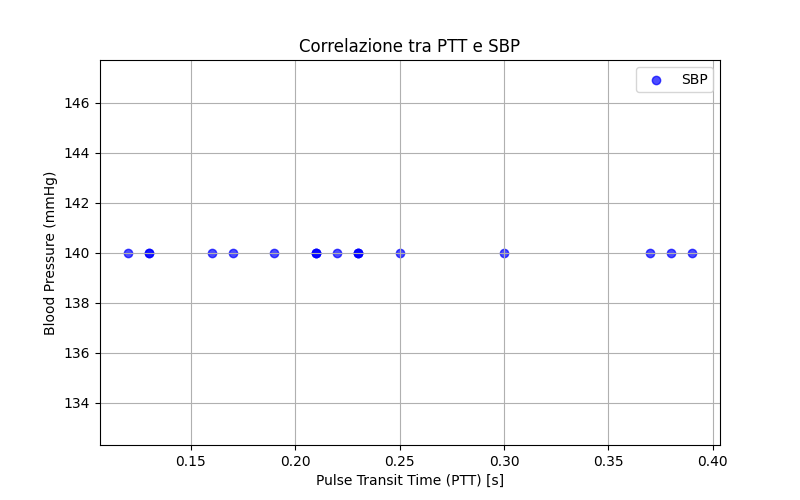 Correlazione tra PTT e SBP
SBP
Blood Pressure (mmHg)
146
144
142
140
138
136
134
0.15 0.20 0.25 0.30 0.35 0.40
Pulse Transit Time (PTT) [s]